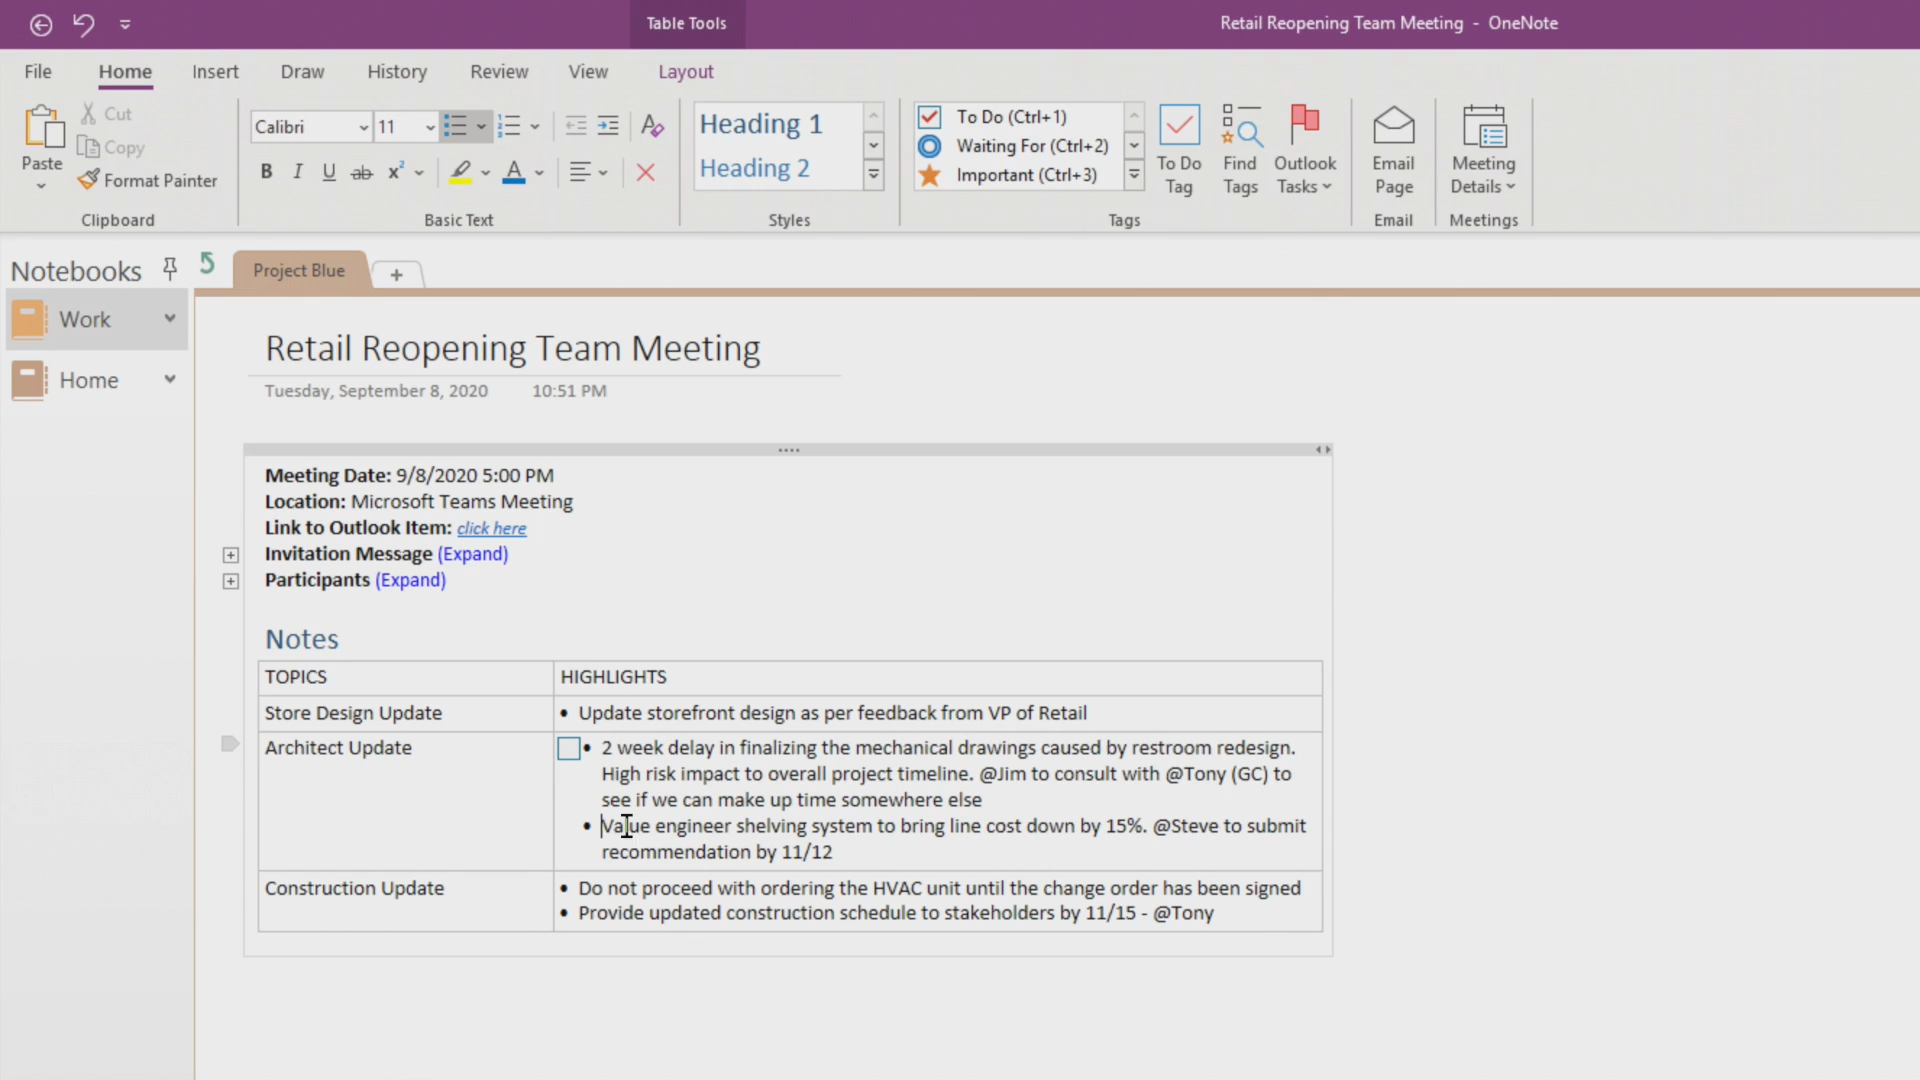 Table Tools
Retail Reopening Team Meeting - OneNote
File Home Insert Draw History Review View Layout
Paste
Cut
Copy
Format Painter
Clipboard
Calibri 11
B I U ab x² A
Basic Text
Heading 1
Heading 2
Styles
To Do (Ctrl+1)
Waiting For (Ctrl+2)
Important (Ctrl+3)
To Do
Tag
Find
Tags
Outlook
Tasks
Tags
Email
Page
Email
Meeting
Details
Meetings
Notebooks
Project Blue
+
Work
Home
Retail Reopening Team Meeting
Tuesday, September 8, 2020 10:51 PM
Meeting Date: 9/8/2020 5:00 PM
Location: Microsoft Teams Meeting
Link to Outlook Item: click here
Invitation Message (Expand)
Participants (Expand)
Notes
TOPICS HIGHLIGHTS
Store Design Update • Update storefront design as per feedback from VP of Retail
Architect Update • 2 week delay in finalizing the mechanical drawings caused by restroom redesign.
High risk impact to overall project timeline. @Jim to consult with @Tony (GC) to
see if we can make up time somewhere else
• Value engineer shelving system to bring line cost down by 15%. @Steve to submit
recommendation by 11/12
Construction Update • Do not proceed with ordering the HVAC unit until the change order has been signed
• Provide updated construction schedule to stakeholders by 11/15 - @Tony